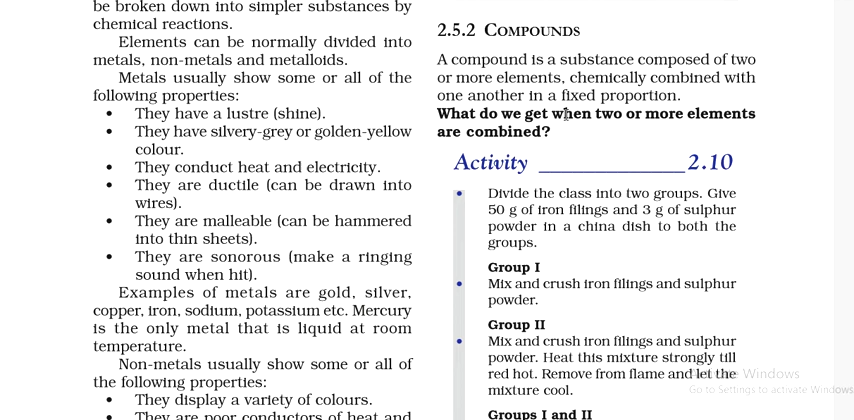 be broken down into simpler substances by
chemical reactions.
Elements can be normally divided into
metals, non-metals and metalloids.
Metals usually show some or all of the
following properties:
• They have a lustre (shine).
• They have silvery-grey or golden-yellow
colour.
• They conduct heat and electricity.
• They are ductile (can be drawn into
wires).
• They are malleable (can be hammered
into thin sheets).
• They are sonorous (make a ringing
sound when hit).
Examples of metals are gold, silver,
copper, iron, sodium, potassium etc. Mercury
is the only metal that is liquid at room
temperature.
Non-metals usually show some or all of
the following properties:
• They display a variety of colours.
• They are poor conductors of heat and
2.5.2 COMPOUNDS
A compound is a substance composed of two
or more elements, chemically combined with
one another in a fixed proportion.
What do we get when two or more elements
are combined?
Activity ______________ 2.10
• Divide the class into two groups. Give
50 g of iron filings and 3 g of sulphur
powder in a china dish to both the
groups.
Group I
• Mix and crush iron filings and sulphur
powder.
Group II
• Mix and crush iron filings and sulphur
powder. Heat this mixture strongly till
red hot. Remove from flame and let the
mixture cool.
Groups I and II
Activate Windows
Go to Settings to activate Windows